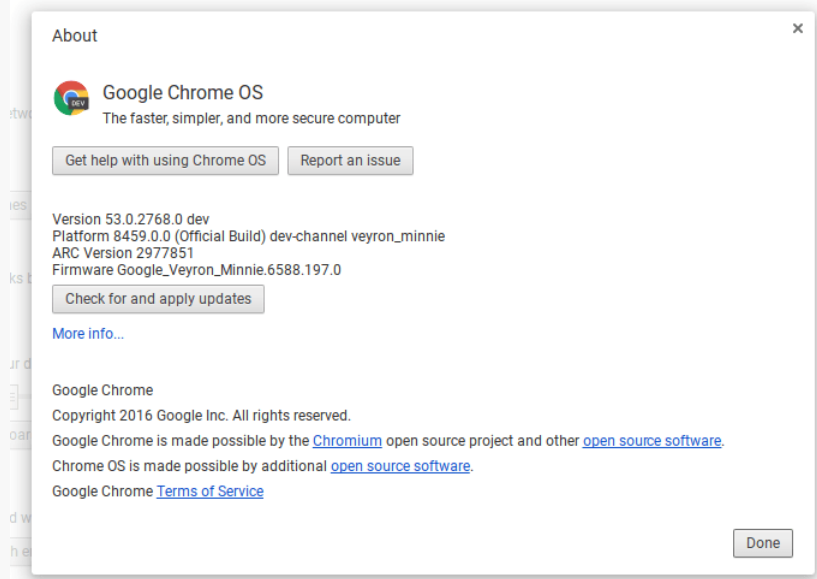 About
×
DEV
Google Chrome OS
The faster, simpler, and more secure computer
Get help with using Chrome OS
Report an issue
Version 53.0.2768.0 dev
Platform 8459.0.0 (Official Build) dev-channel veyron_minnie
ARC Version 2977851
Firmware Google_Veyron_Minnie.6588.197.0
Check for and apply updates
More info...
Google Chrome
Copyright 2016 Google Inc. All rights reserved.
Google Chrome is made possible by the Chromium open source project and other open source software.
Chrome OS is made possible by additional open source software.
Google Chrome Terms of Service
Done